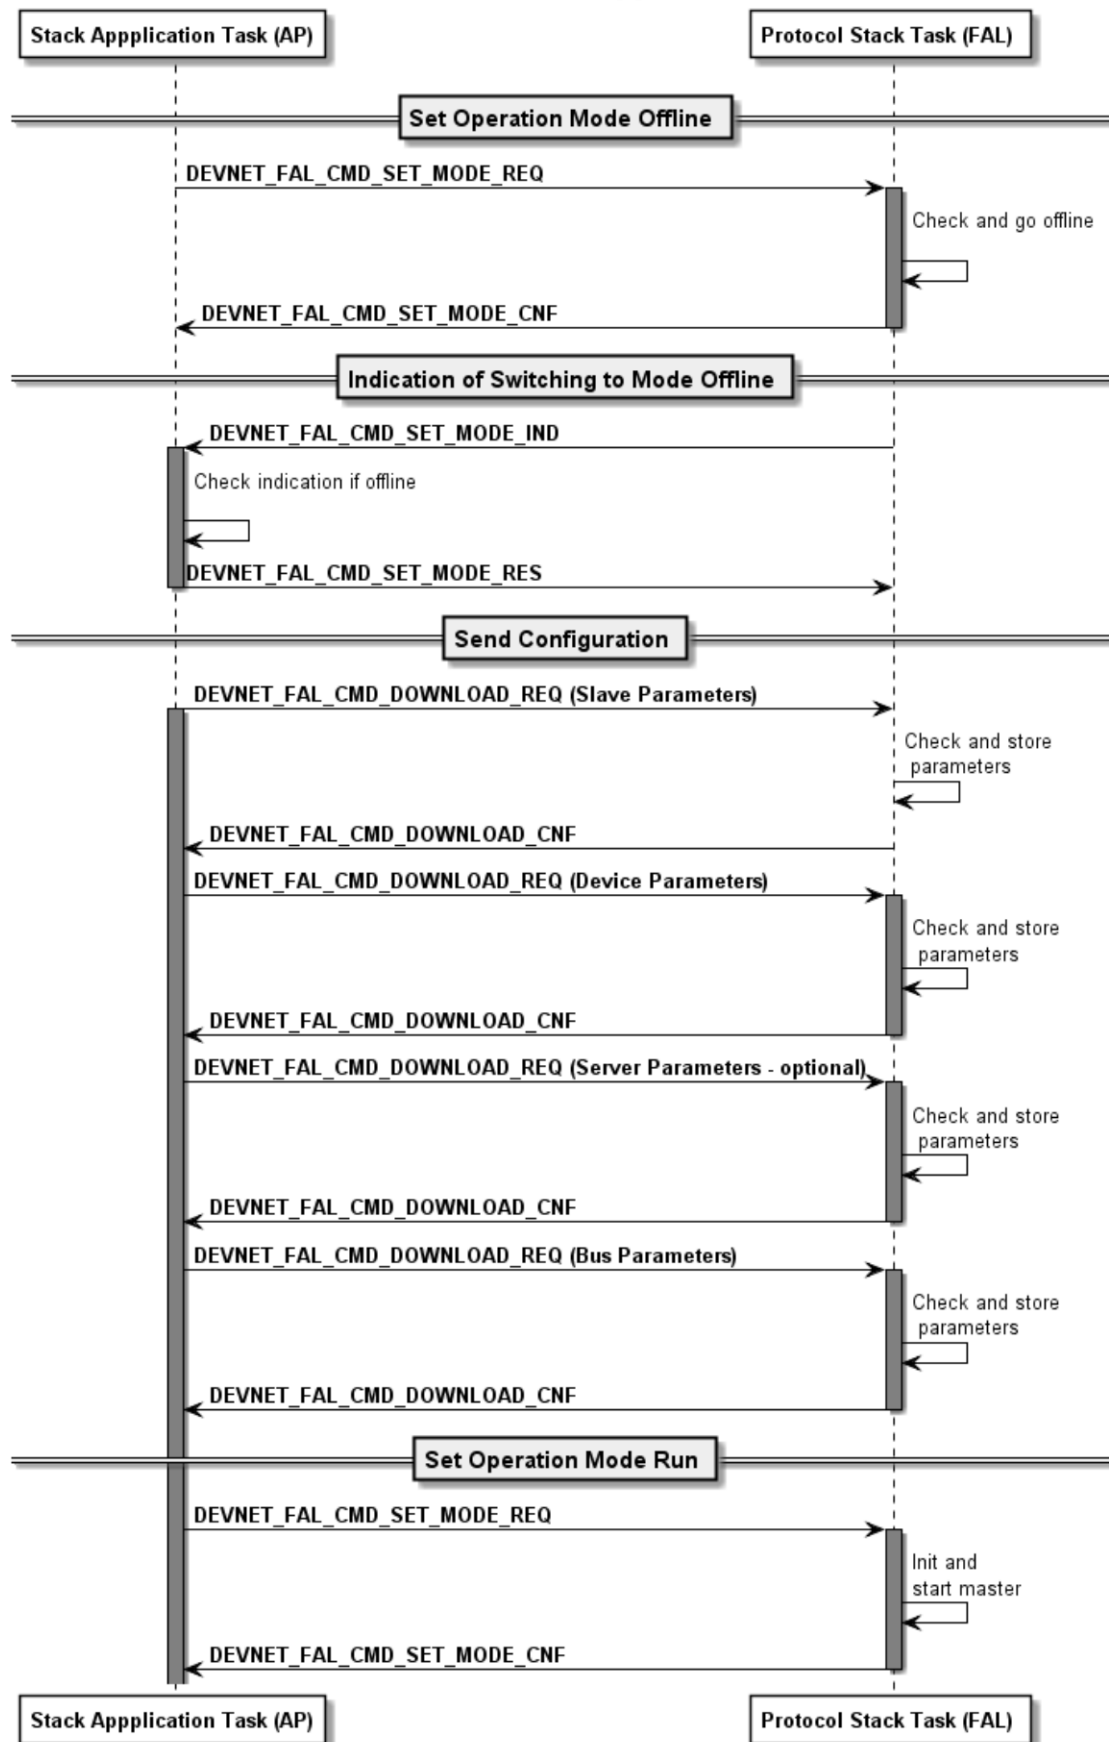 Stack Appplication Task (AP)
Protocol Stack Task (FAL)
Set Operation Mode Offline
DEVNET_FAL_CMD_SET_MODE_REQ
Check and go offline
DEVNET_FAL_CMD_SET_MODE_CNF
Indication of Switching to Mode Offline
DEVNET_FAL_CMD_SET_MODE_IND
Check indication if offline
DEVNET_FAL_CMD_SET_MODE_RES
Send Configuration
DEVNET_FAL_CMD_DOWNLOAD_REQ (Slave Parameters)
Check and store
parameters
DEVNET_FAL_CMD_DOWNLOAD_CNF
DEVNET_FAL_CMD_DOWNLOAD_REQ (Device Parameters)
Check and store
parameters
DEVNET_FAL_CMD_DOWNLOAD_CNF
DEVNET_FAL_CMD_DOWNLOAD_REQ (Server Parameters - optional)
Check and store
parameters
DEVNET_FAL_CMD_DOWNLOAD_CNF
DEVNET_FAL_CMD_DOWNLOAD_REQ (Bus Parameters)
Check and store
parameters
DEVNET_FAL_CMD_DOWNLOAD_CNF
Set Operation Mode Run
DEVNET_FAL_CMD_SET_MODE_REQ
Init and
start master
DEVNET_FAL_CMD_SET_MODE_CNF
Stack Appplication Task (AP)
Protocol Stack Task (FAL)